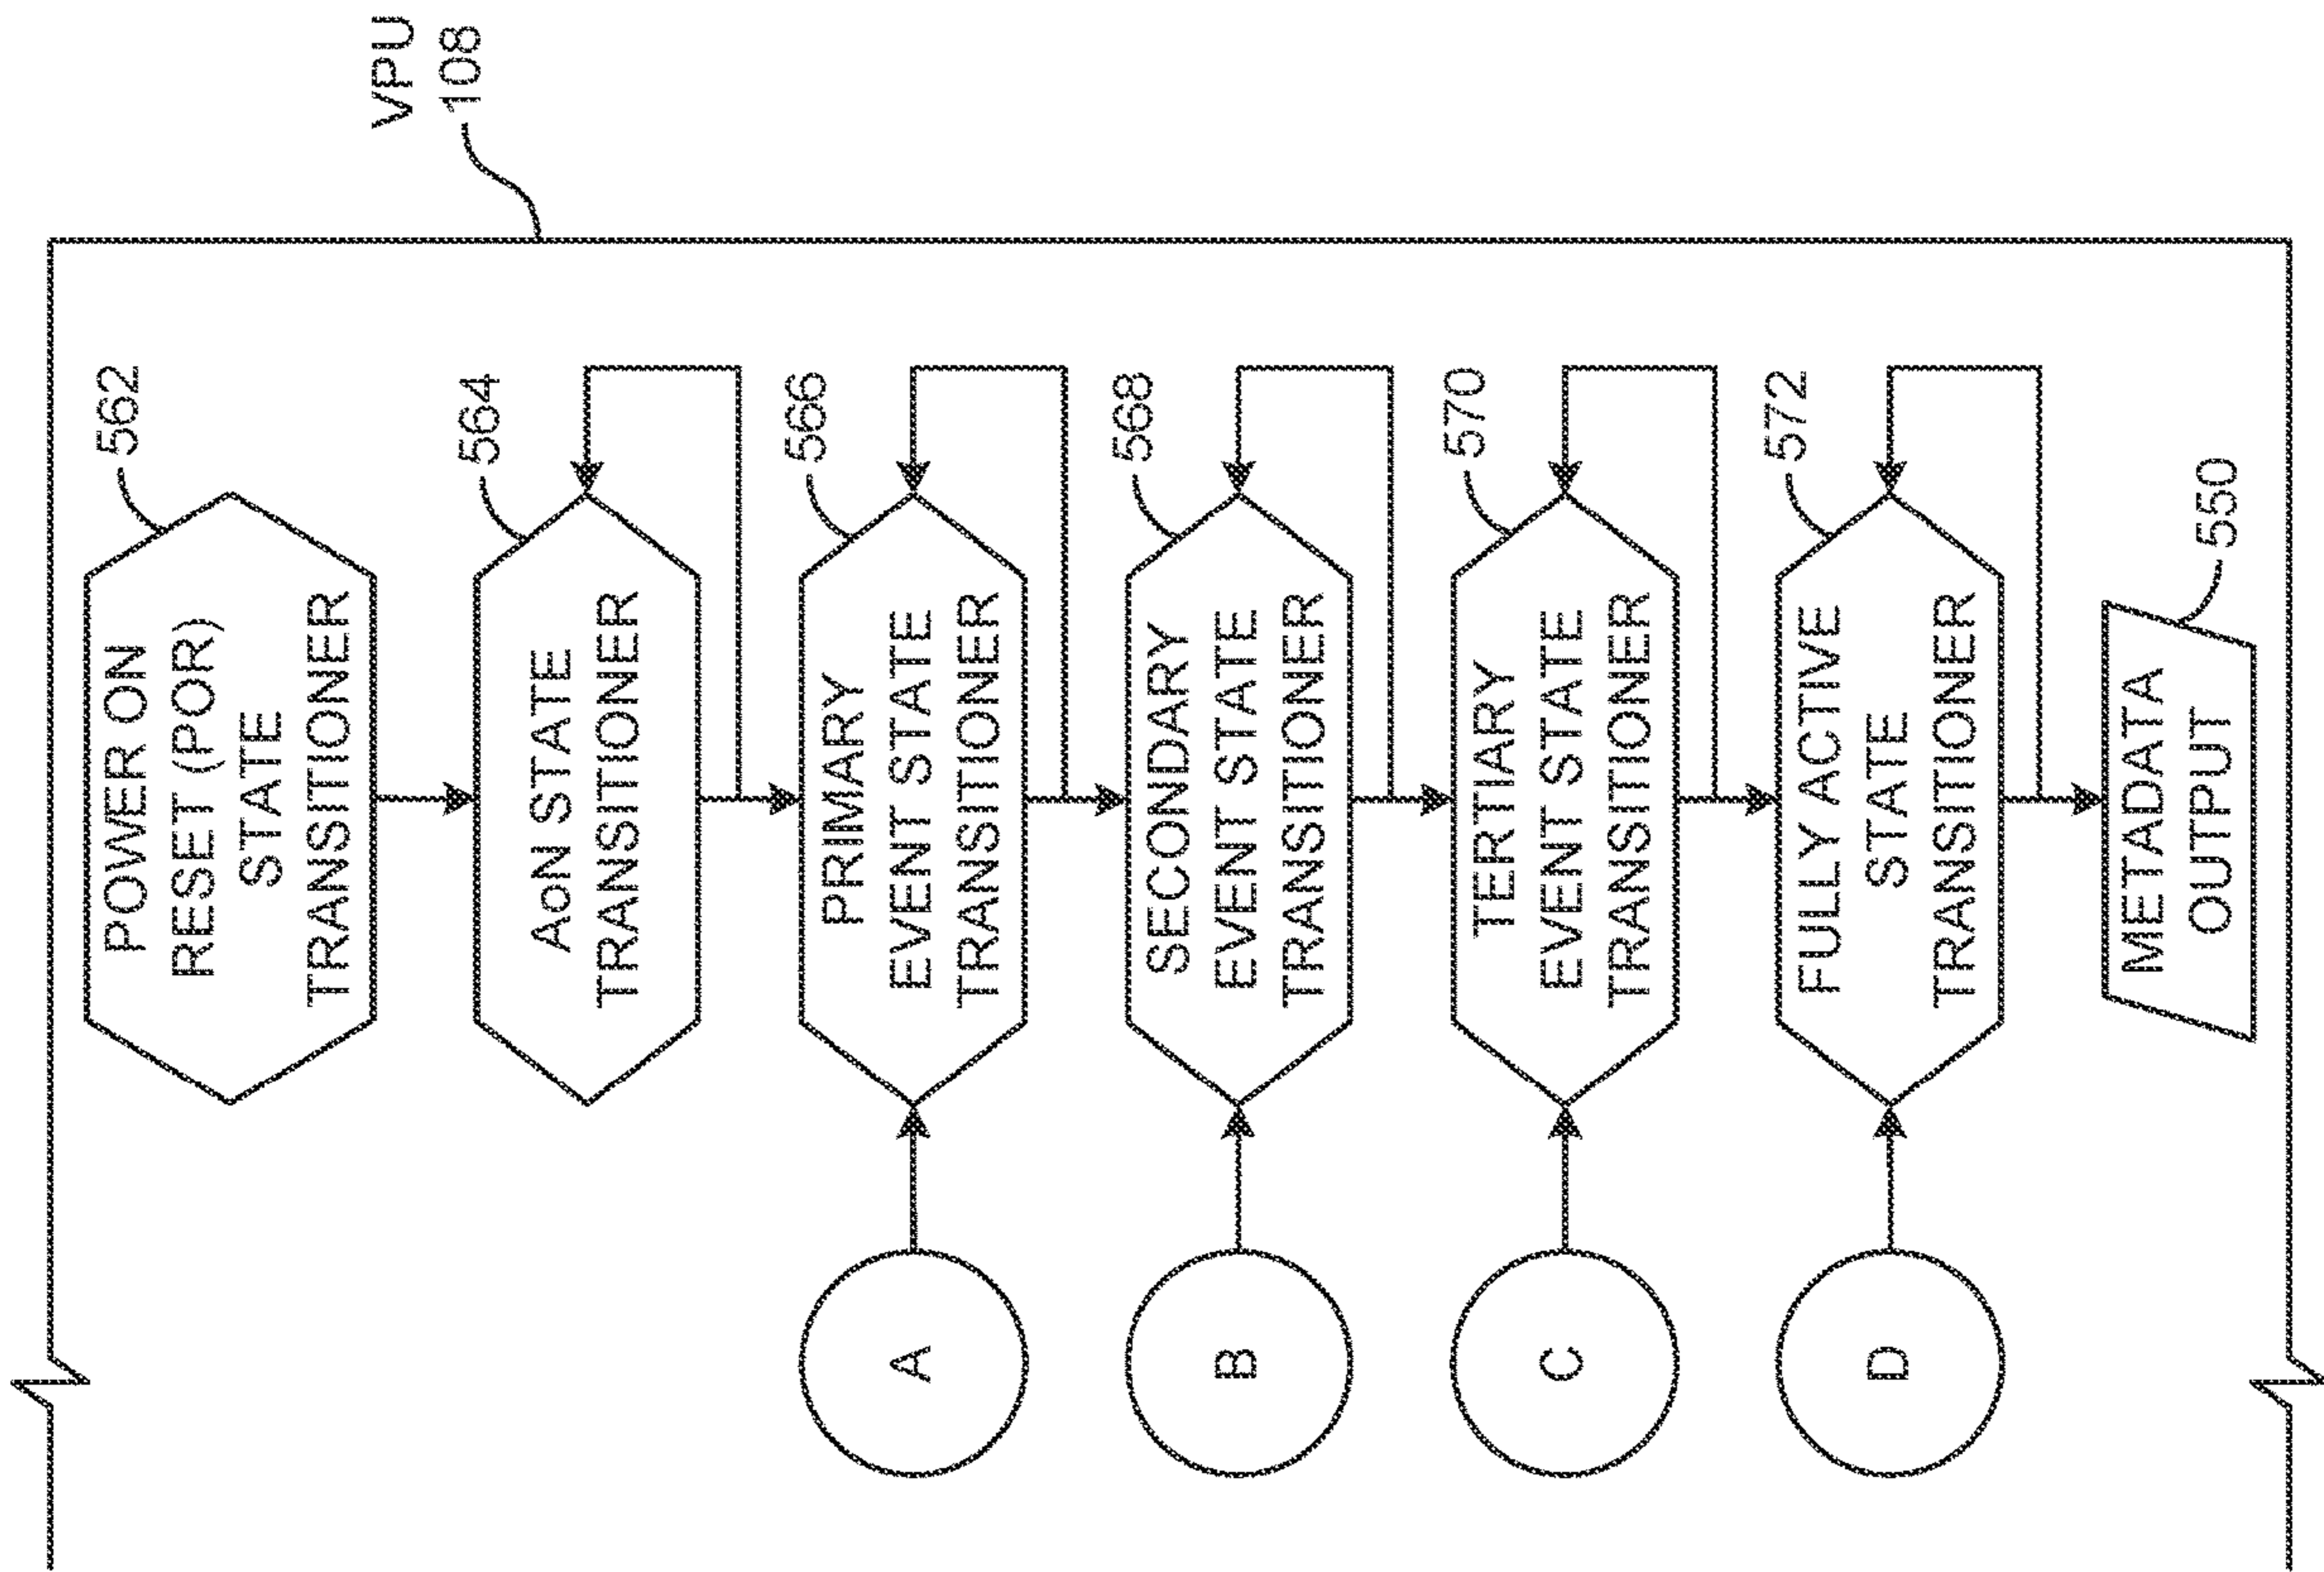 VPU
108
562
POWER ON
RESET (POR)
STATE
TRANSITIONER
564
AoN STATE
TRANSITIONER
566
PRIMARY
EVENT STATE
TRANSITIONER
A
568
SECONDARY
EVENT STATE
TRANSITIONER
B
570
TERTIARY
EVENT STATE
TRANSITIONER
C
572
FULLY ACTIVE
STATE
TRANSITIONER
D
550
METADATA
OUTPUT